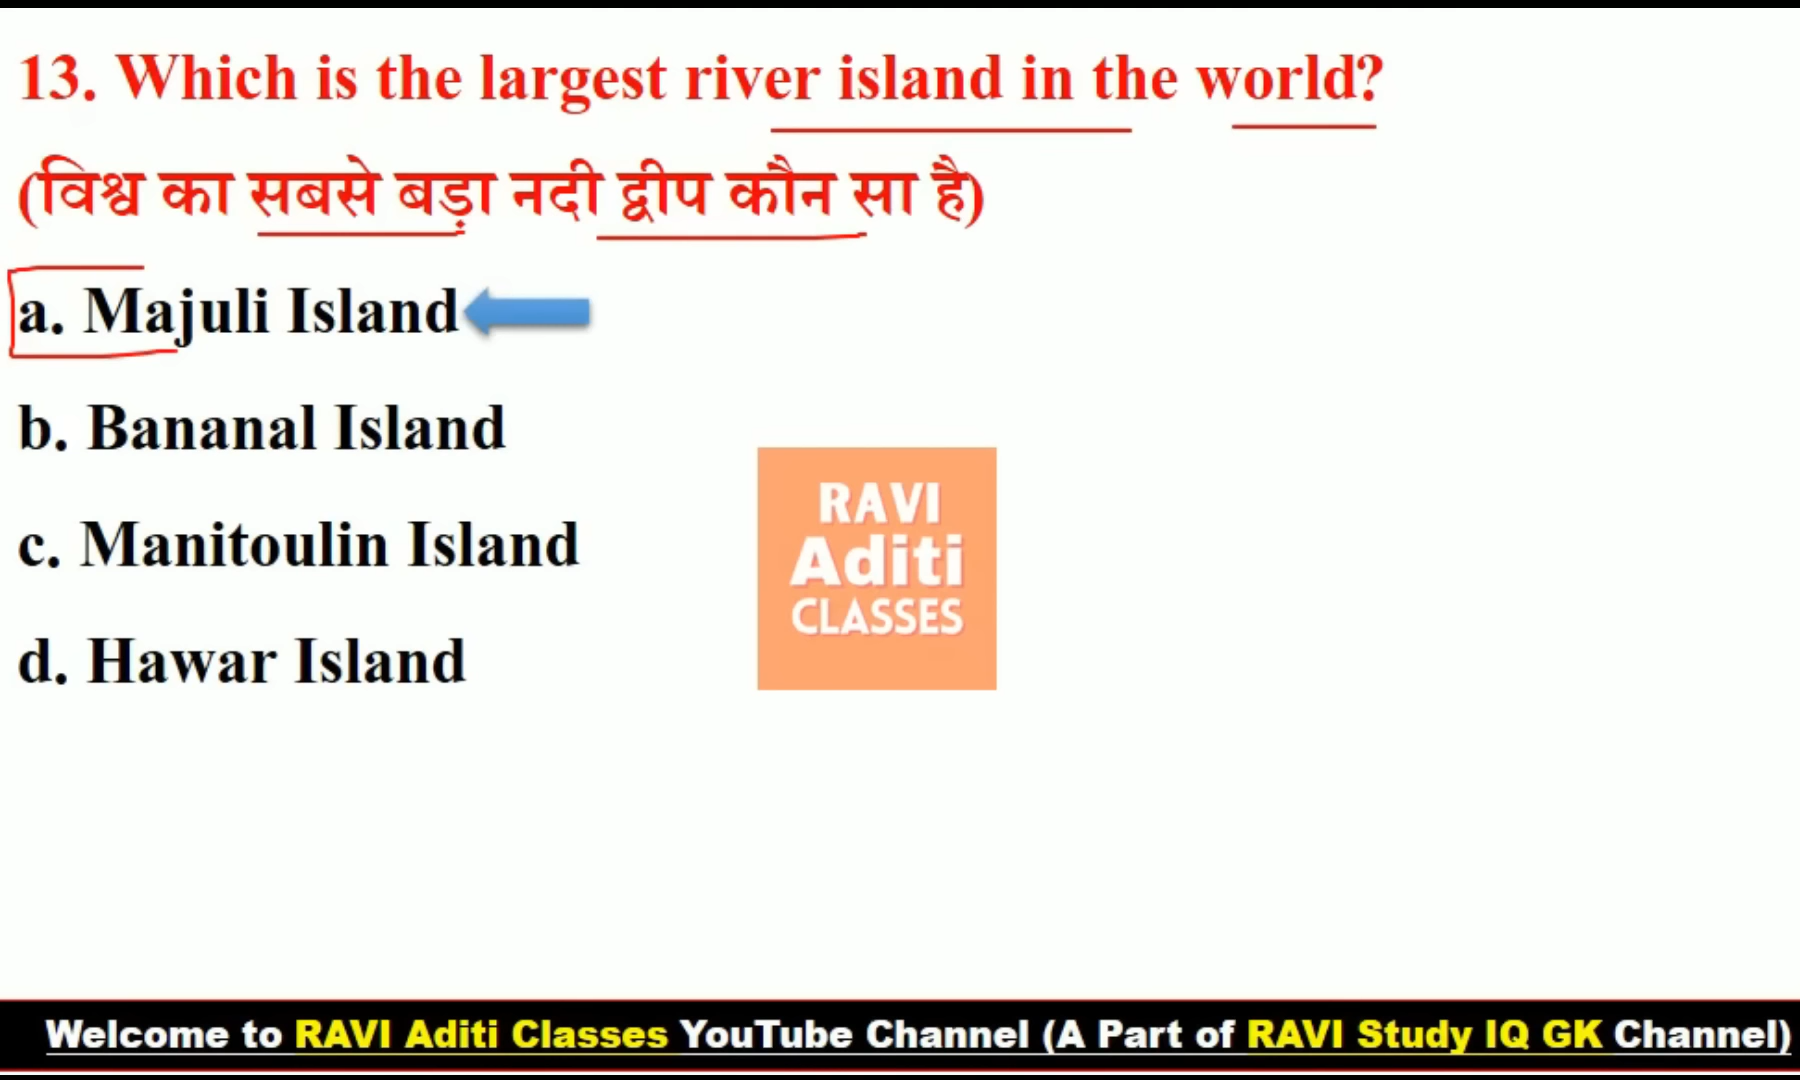 13. Which is the largest river island in the world?
(विश्व का सबसे बड़ा नदी द्वीप कौन सा है)
a. Majuli Island
b. Bananal Island
c. Manitoulin Island
d. Hawar Island
RAVI
Aditi
CLASSES
Welcome to RAVI Aditi Classes YouTube Channel (A Part of RAVI Study IQ GK Channel)